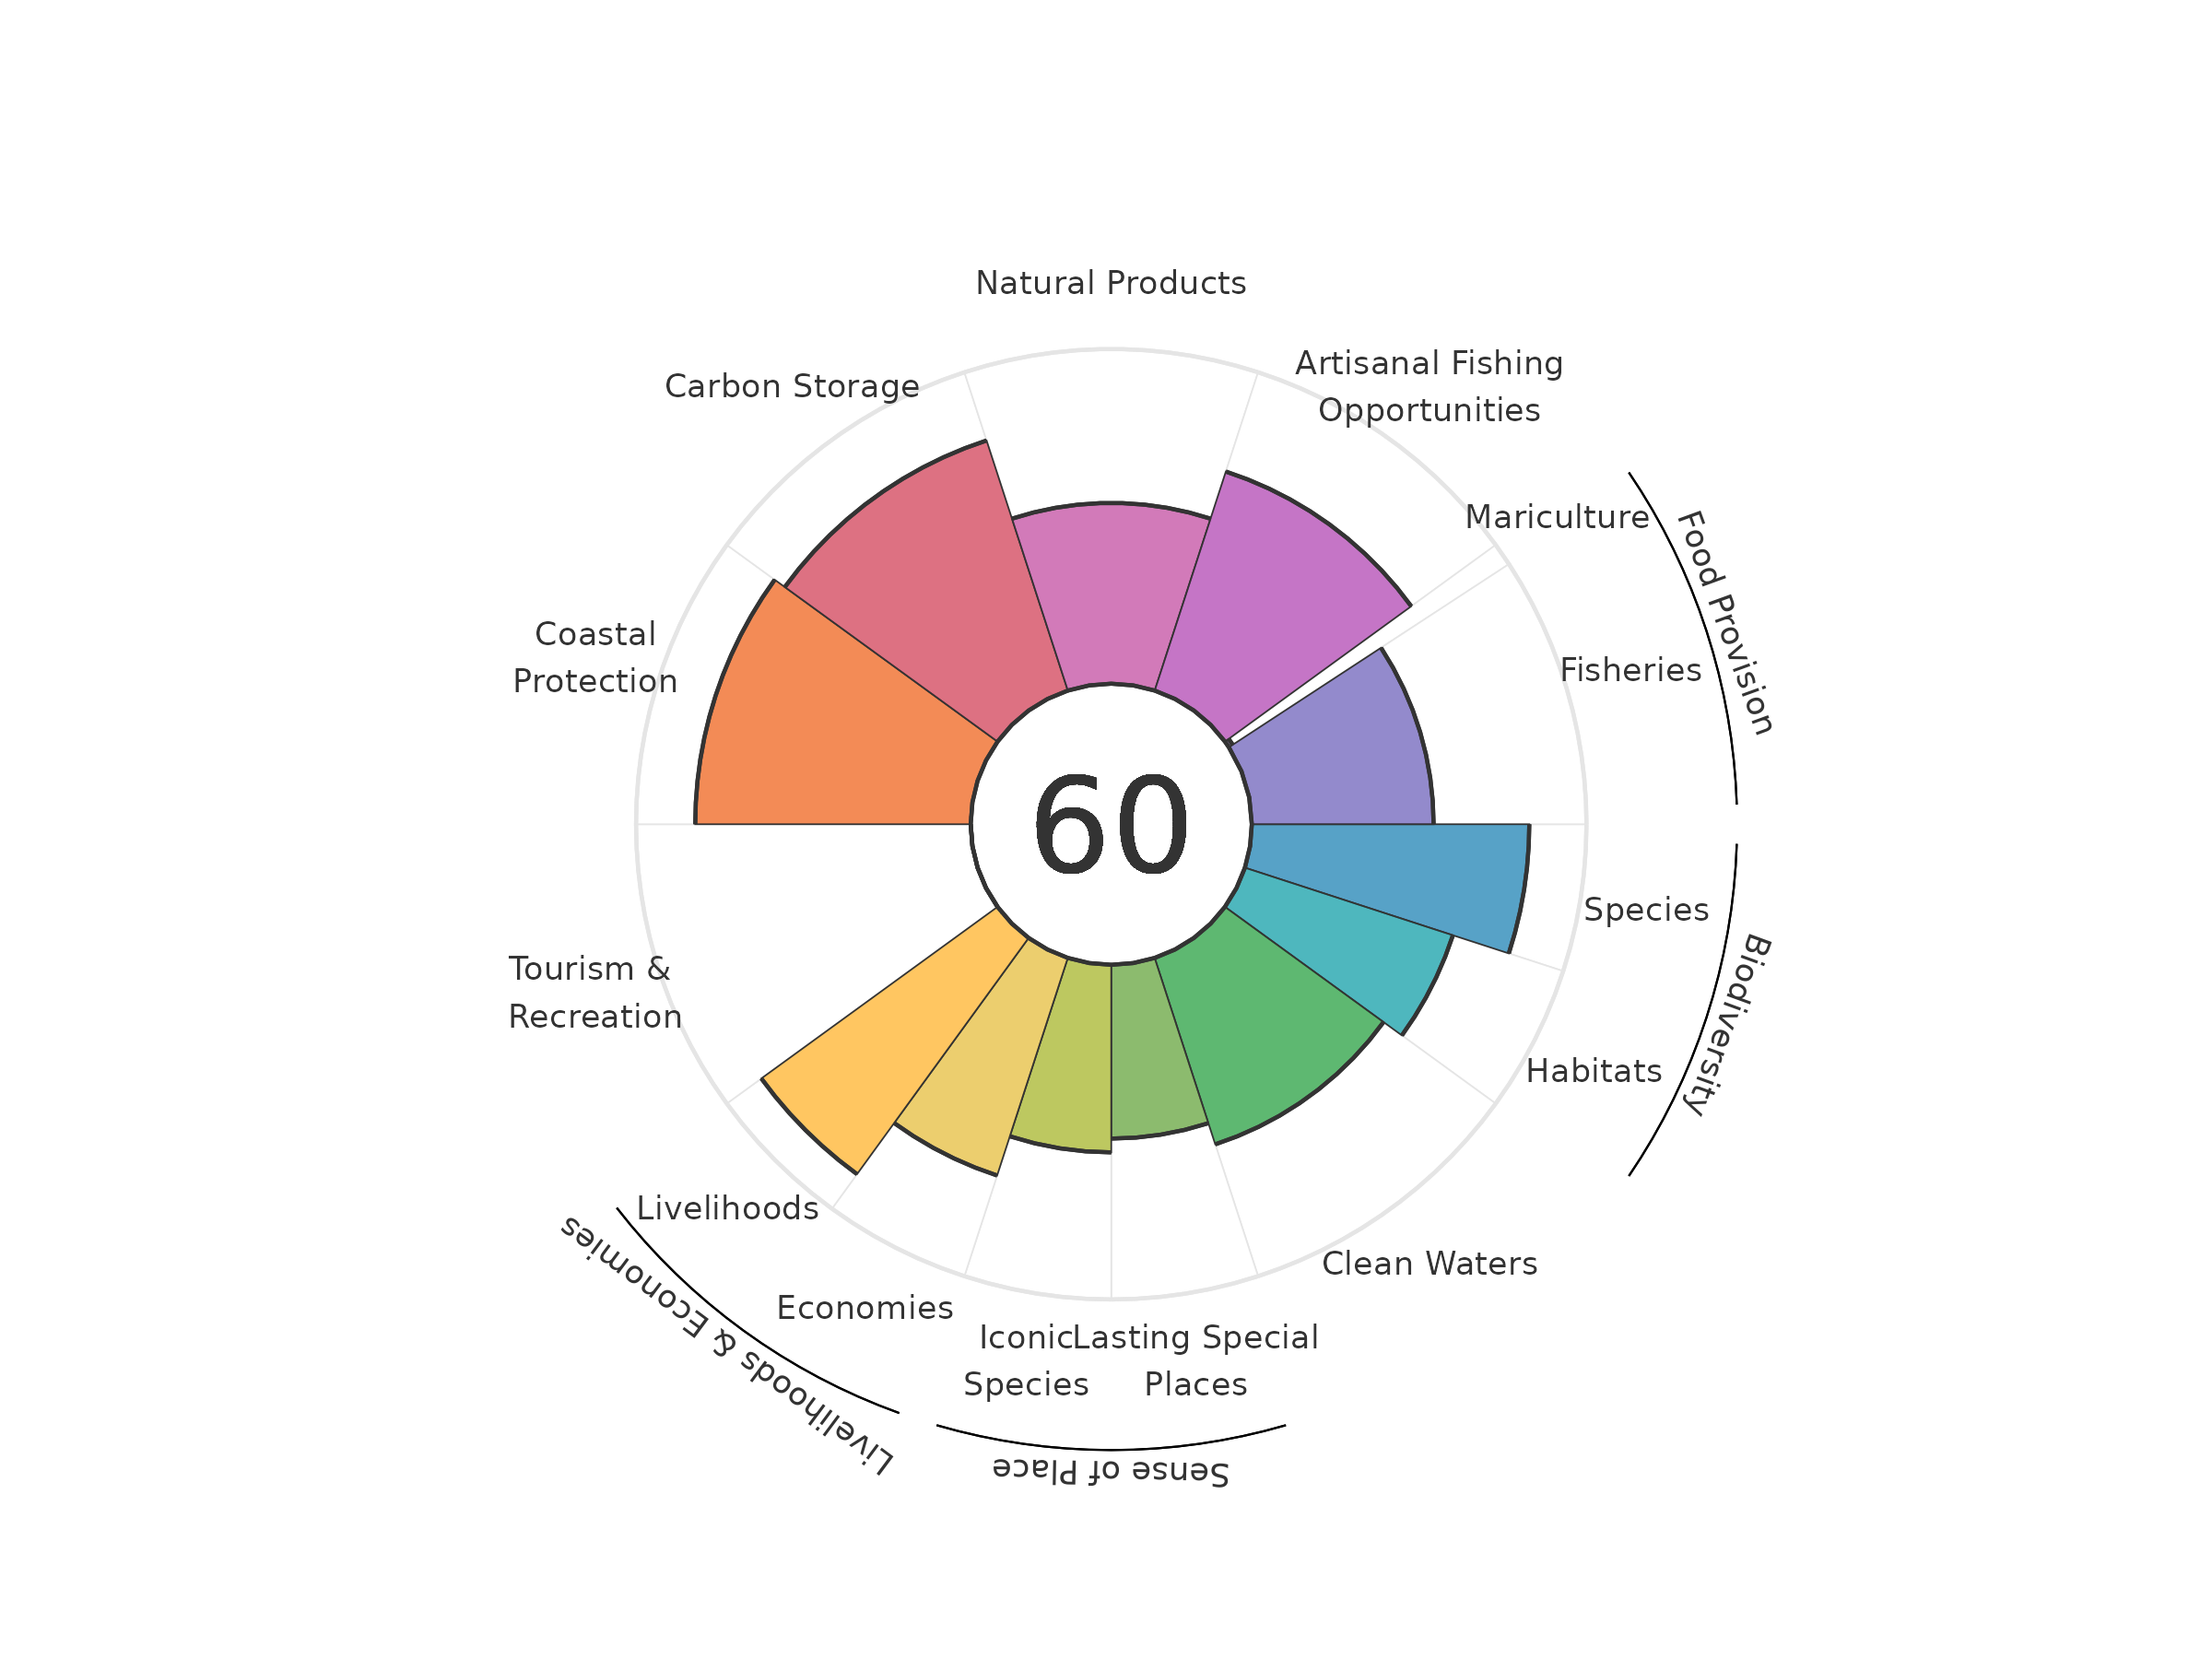 Natural Products
Carbon Storage
Artisanal Fishing
Opportunities
Mariculture
Food Provision
Coastal
Protection
Fisheries
60
Species
Biodiversity
Tourism &
Recreation
Habitats
Livelihoods
Livelihoods & Economies
Clean Waters
Economies
Iconic
Species
Lasting Special
Places
Sense of Place